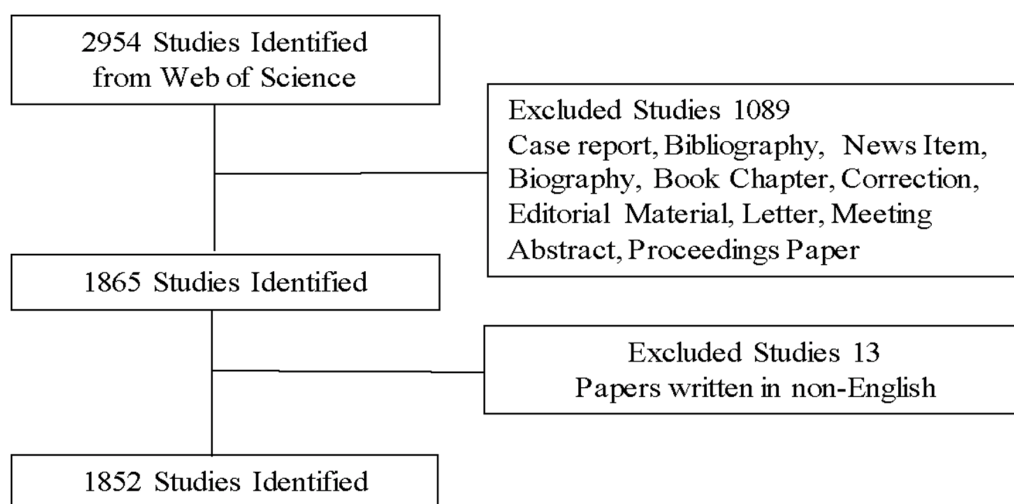 2954 Studies Identified
from Web of Science
Excluded Studies 1089
Case report, Bibliography, News Item,
Biography, Book Chapter, Correction,
Editorial Material, Letter, Meeting
Abstract, Proceedings Paper
1865 Studies Identified
Excluded Studies 13
Papers written in non-English
1852 Studies Identified